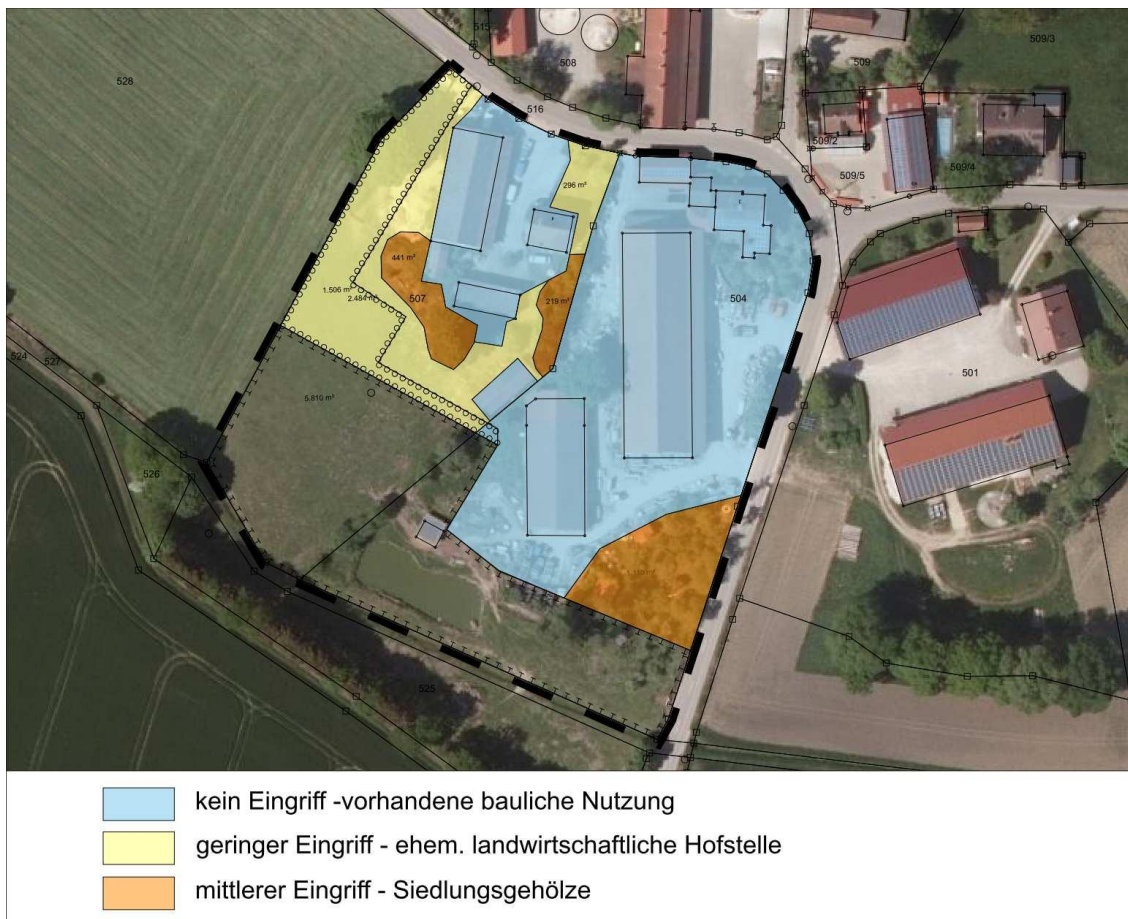 515
508
509
509/3
528
516
509/2
509/5
509/4
296 m²
441 m²
1.506 m²
2.484 m²
507
219 m²
504
524
527
501
5.810 m²
526
525
kein Eingriff -vorhandene bauliche Nutzung
geringer Eingriff - ehem. landwirtschaftliche Hofstelle
mittlerer Eingriff - Siedlungsgehölze